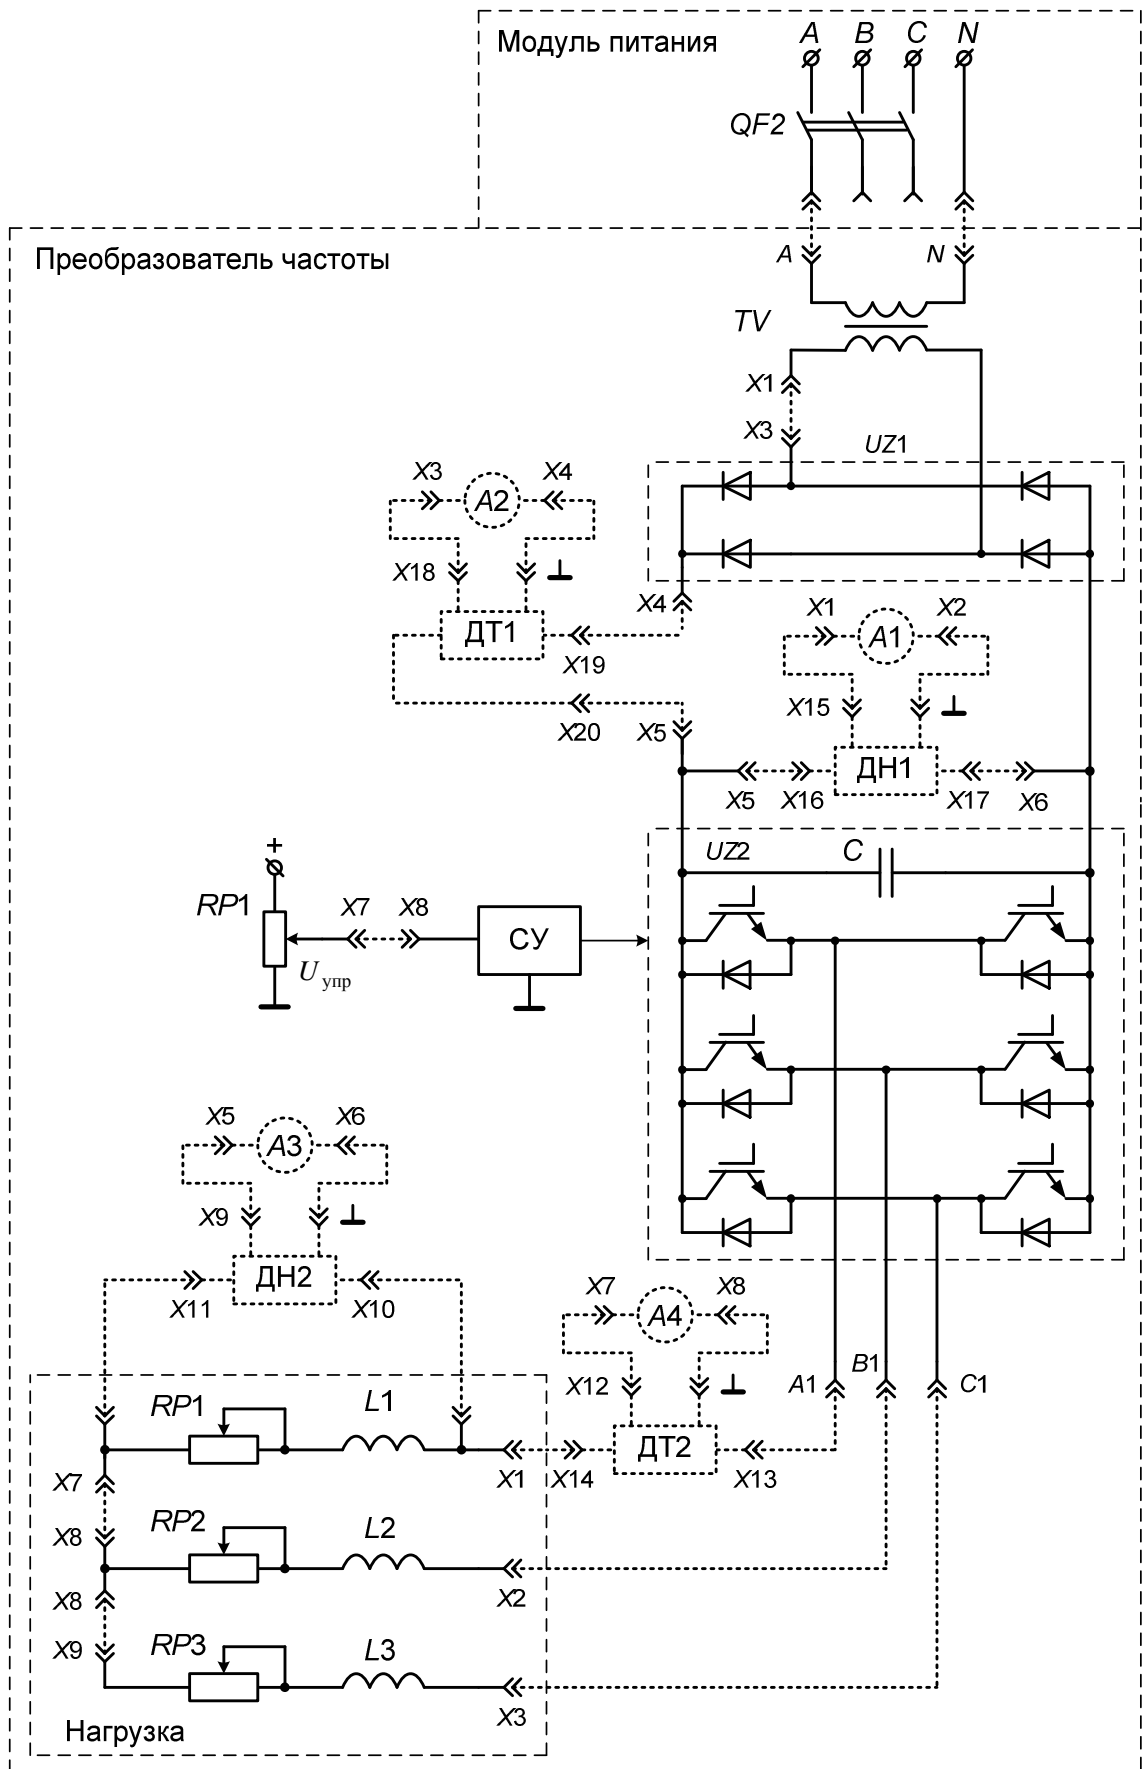 Модуль питания
A B C N
QF2
Преобразователь частоты
A N
TV
X1
X3
UZ1
X3 A2 X4
X18
ДТ1
X4
X19
X1 A1 X2
X20 X5
X15
ДН1
X5 X16 X17 X6
UZ2 C
+
RP1 X7 X8
СУ
U упр
X5 A3 X6
X9
ДН2
X11 X10
X7 A4 X8
X12
A1 B1 C1
ДТ2
X14 X13
RP1 L1
X1
X7
X8
RP2 L2
X2
X8
X9
RP3 L3
X3
Нагрузка